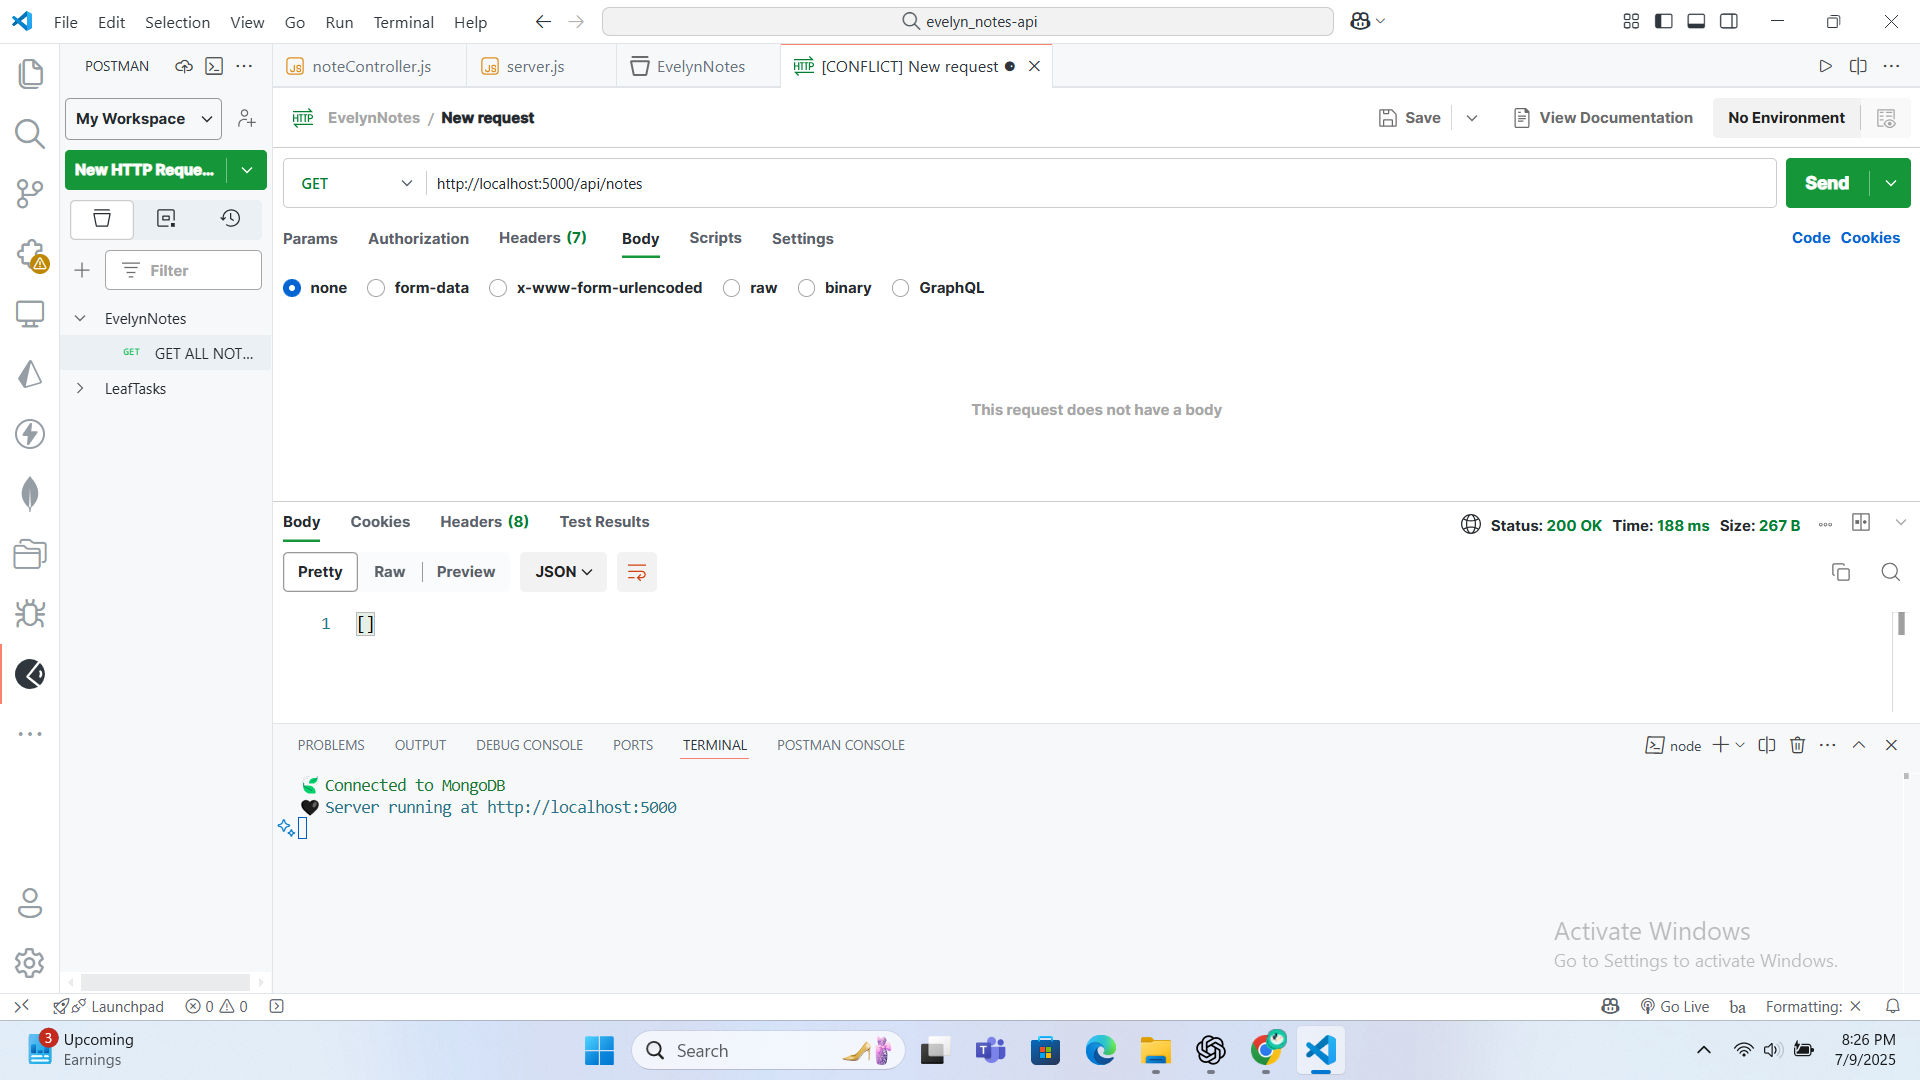 File Edit Selection View Go Run Terminal Help
evelyn_notes-api
POSTMAN
JS noteController.js
JS server.js
EvelynNotes
HTTP [CONFLICT] New request
My Workspace
HTTP EvelynNotes / New request
Save
View Documentation
No Environment
New HTTP Reque...
GET http://localhost:5000/api/notes
Send
Params Authorization Headers (7) Body Scripts Settings
Code Cookies
Filter
none form-data x-www-form-urlencoded raw binary GraphQL
EvelynNotes
GET GET ALL NOT...
LeafTasks
This request does not have a body
Body Cookies Headers (8) Test Results
Status: 200 OK Time: 188 ms Size: 267 B
Pretty Raw Preview JSON
1 []
PROBLEMS OUTPUT DEBUG CONSOLE PORTS TERMINAL POSTMAN CONSOLE
node
Connected to MongoDB
Server running at http://localhost:5000
Activate Windows
Go to Settings to activate Windows.
Launchpad 0 0
Go Live
ba
Formatting:
3
Upcoming
Earnings
Search
8:26 PM
7/9/2025